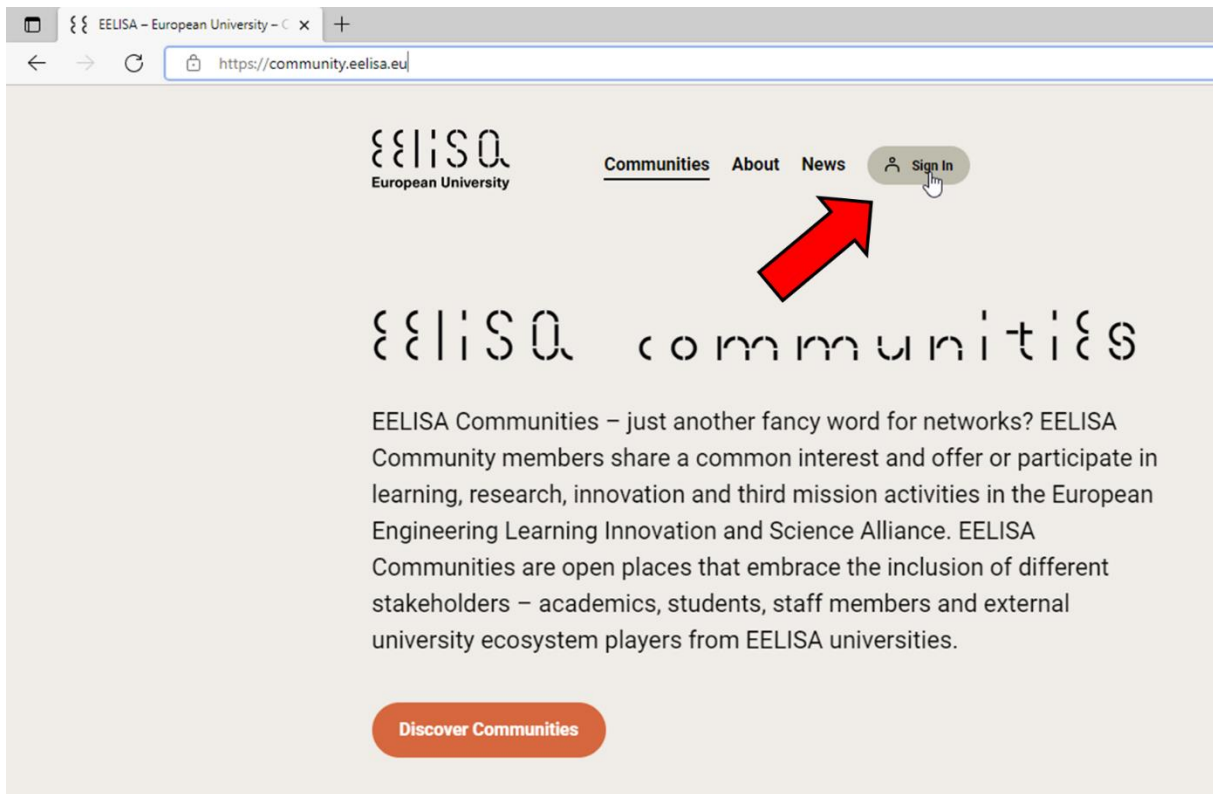 EELISA – European University – C
https://community.eelisa.eu
EELISA
European University
Communities About News Sign In
EELISA communities
EELISA Communities – just another fancy word for networks? EELISA
Community members share a common interest and offer or participate in
learning, research, innovation and third mission activities in the European
Engineering Learning Innovation and Science Alliance. EELISA
Communities are open places that embrace the inclusion of different
stakeholders – academics, students, staff members and external
university ecosystem players from EELISA universities.
Discover Communities